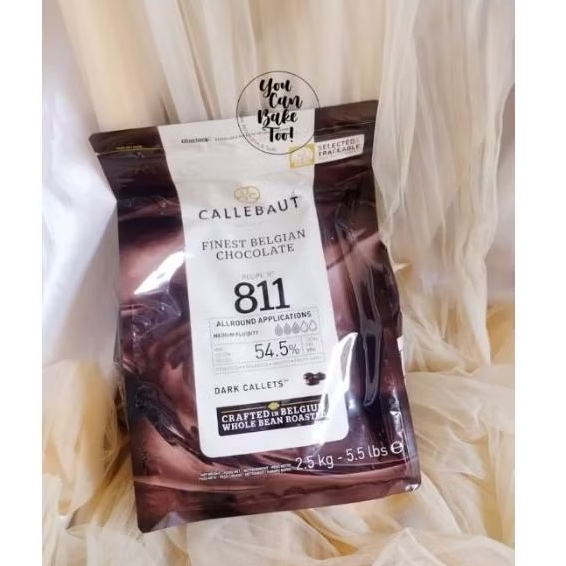 You
Can
Bake
Too!
SELECTED
TRACEABLE
CALLEBAUT
FINEST BELGIAN
CHOCOLATE
RECIPE N°
811
ALLROUND APPLICATIONS
MEDIUM FLUIDITY
54.5%
DARK CALLETS™
CRAFTED IN BELGIUM
WHOLE BEAN ROASTED
2.5 kg - 5.5 lbs e